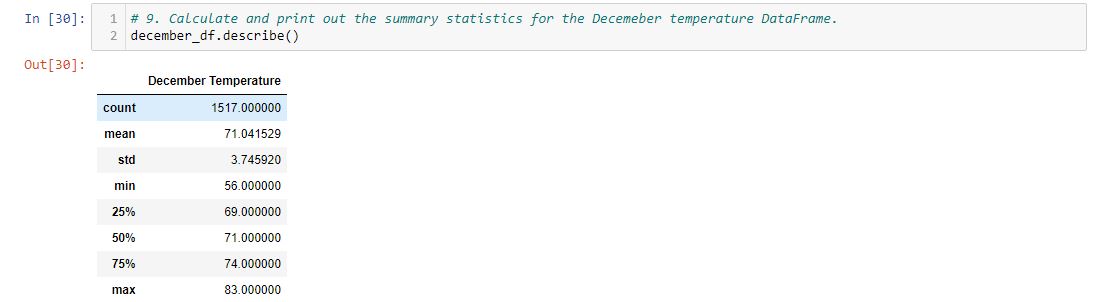 In [30]: 1 # 9. Calculate and print out the summary statistics for the Decemeber temperature DataFrame.
2 december_df.describe()
Out[30]:
December Temperature
count 1517.000000
mean 71.041529
std 3.745920
min 56.000000
25% 69.000000
50% 71.000000
75% 74.000000
max 83.000000